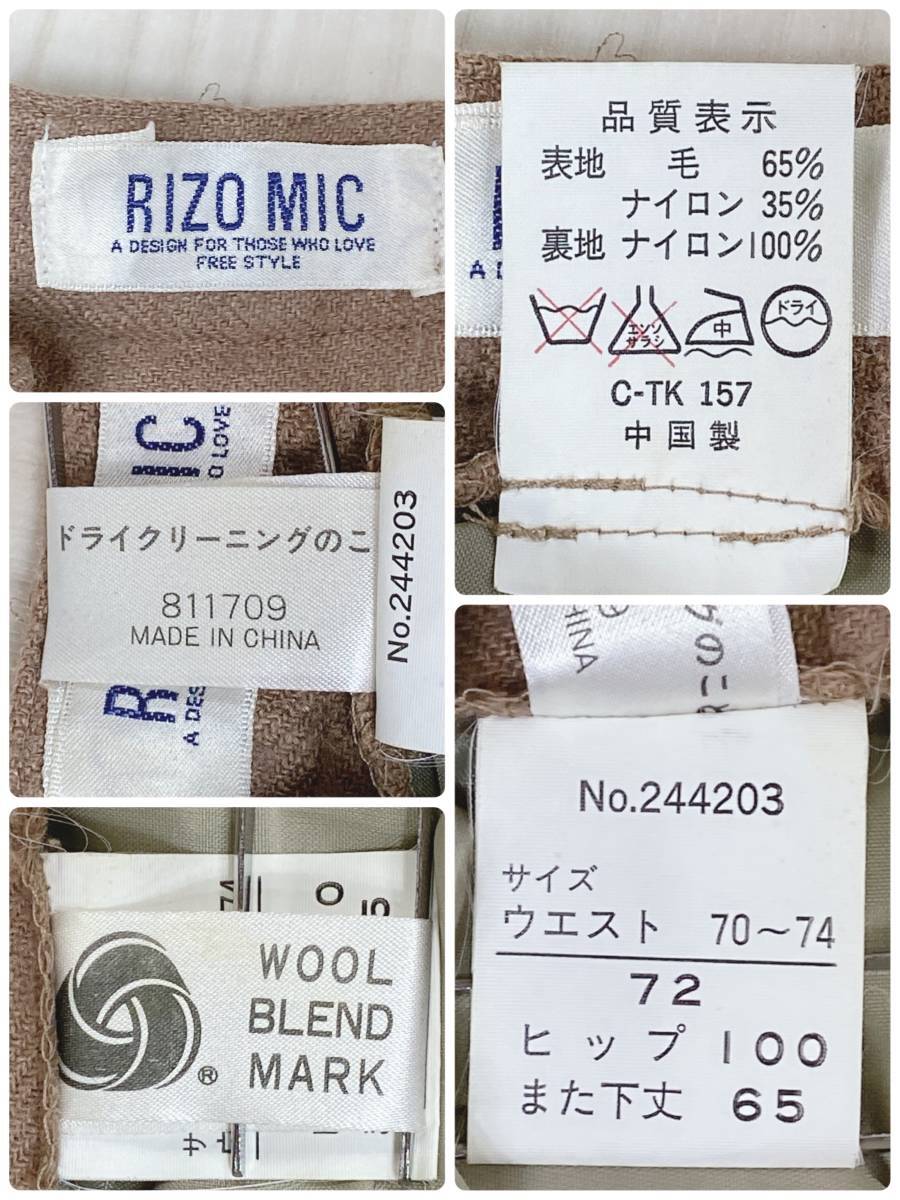 RIZO MIC
A DESIGN FOR THOSE WHO LOVE
FREE STYLE
品質表示
表地 毛 65%
ナイロン 35%
裏地 ナイロン100%
エンソ
サラシ
中
ドライ
C-TK 157
中国製
ドライクリーニングのこ
811709
MADE IN CHINA
No.244203
WOOL
BLEND
MARK
®
No.244203
サイズ
ウエスト 70〜74
72
ヒップ 100
また下丈 65